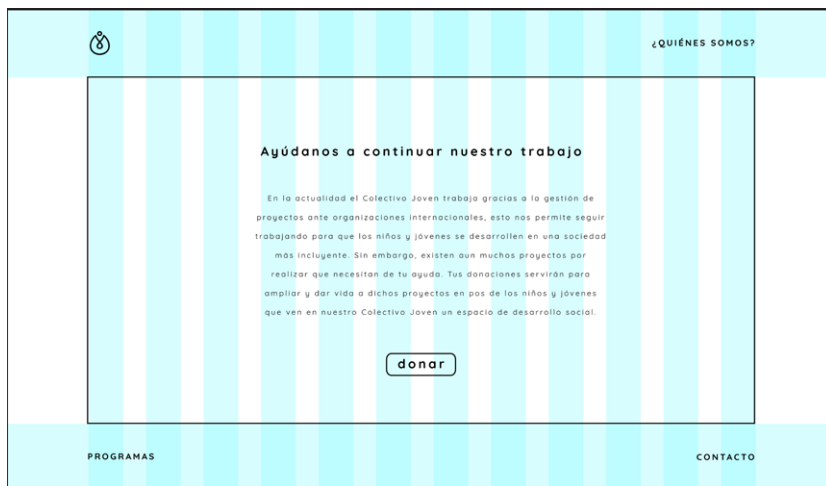 ¿QUIÉNES SOMOS?
Ayúdanos a continuar nuestro trabajo
En la actualidad el Colectivo Joven trabaja gracias a la gestión de
proyectos ante organizaciones internacionales, esto nos permite seguir
trabajando para que los niños y jóvenes se desarrollen en una sociedad
más incluyente. Sin embargo, existen aun muchos proyectos por
realizar que necesitan de tu ayuda. Tus donaciones servirán para
ampliar y dar vida a dichos proyectos en pos de los niños y jóvenes
que ven en nuestro Colectivo Joven un espacio de desarrollo social.
donar
PROGRAMAS
CONTACTO